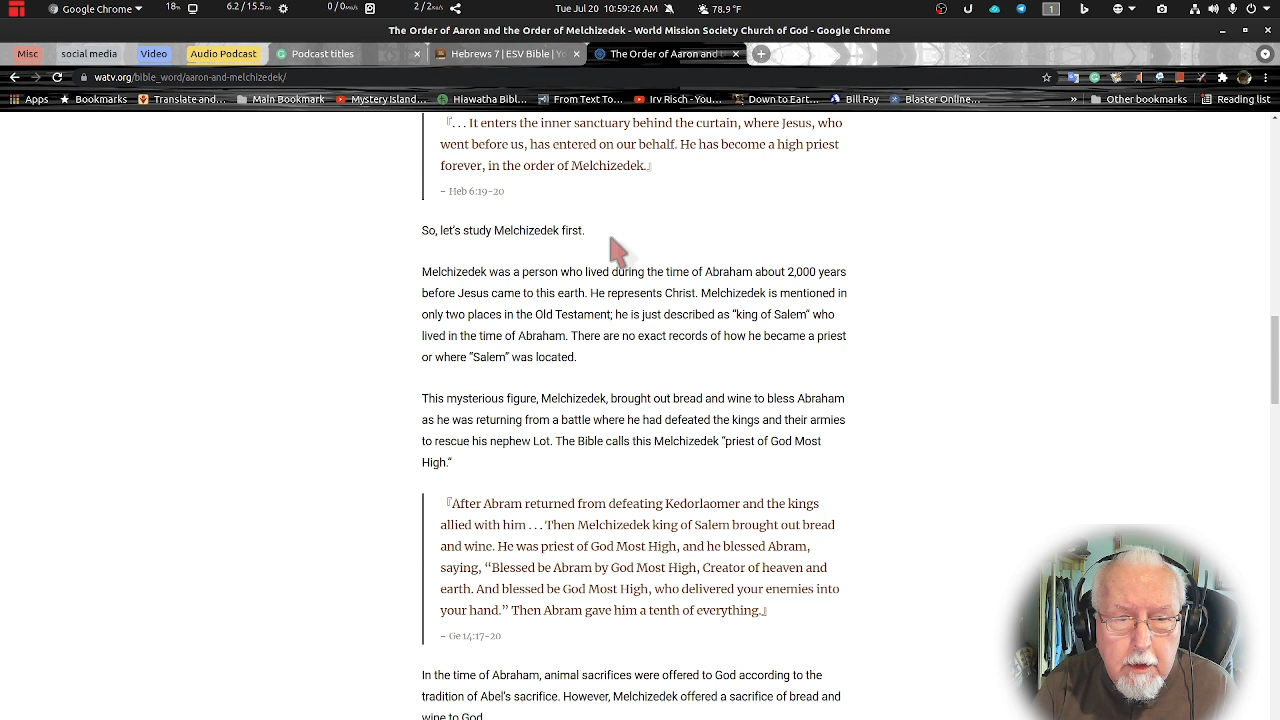 Google Chrome 18% 6.2/15.5G 0/0M/s 2/2k/s Tue Jul 20 10:59:26 AM 78.9°F 1
The Order of Aaron and the Order of Melchizedek - World Mission Society Church of God - Google Chrome
Misc social media Video Audio Podcast Podcast titles Hebrews 7 | ESV Bible | Yo The Order of Aaron and
watv.org/bible_word/aaron-and-melchizedek/
Apps Bookmarks Translate and... Main Bookmark Mystery Island... Hiawatha Bibl... From Text To... Irv Risch - You... Down to Eart... Bill Pay Blaster Online... » Other bookmarks Reading list
『. . . It enters the inner sanctuary behind the curtain, where Jesus, who
went before us, has entered on our behalf. He has become a high priest
forever, in the order of Melchizedek.』
– Heb 6:19-20
So, let's study Melchizedek first.
Melchizedek was a person who lived during the time of Abraham about 2,000 years
before Jesus came to this earth. He represents Christ. Melchizedek is mentioned in
only two places in the Old Testament; he is just described as “king of Salem“ who
lived in the time of Abraham. There are no exact records of how he became a priest
or where “Salem” was located.
This mysterious figure, Melchizedek, brought out bread and wine to bless Abraham
as he was returning from a battle where he had defeated the kings and their armies
to rescue his nephew Lot. The Bible calls this Melchizedek “priest of God Most
High.“
『After Abram returned from defeating Kedorlaomer and the kings
allied with him . . . Then Melchizedek king of Salem brought out bread
and wine. He was priest of God Most High, and he blessed Abram,
saying, “Blessed be Abram by God Most High, Creator of heaven and
earth. And blessed be God Most High, who delivered your enemies into
your hand.” Then Abram gave him a tenth of everything.』
– Ge 14:17-20
In the time of Abraham, animal sacrifices were offered to God according to the
tradition of Abel's sacrifice. However, Melchizedek offered a sacrifice of bread and
wine to God